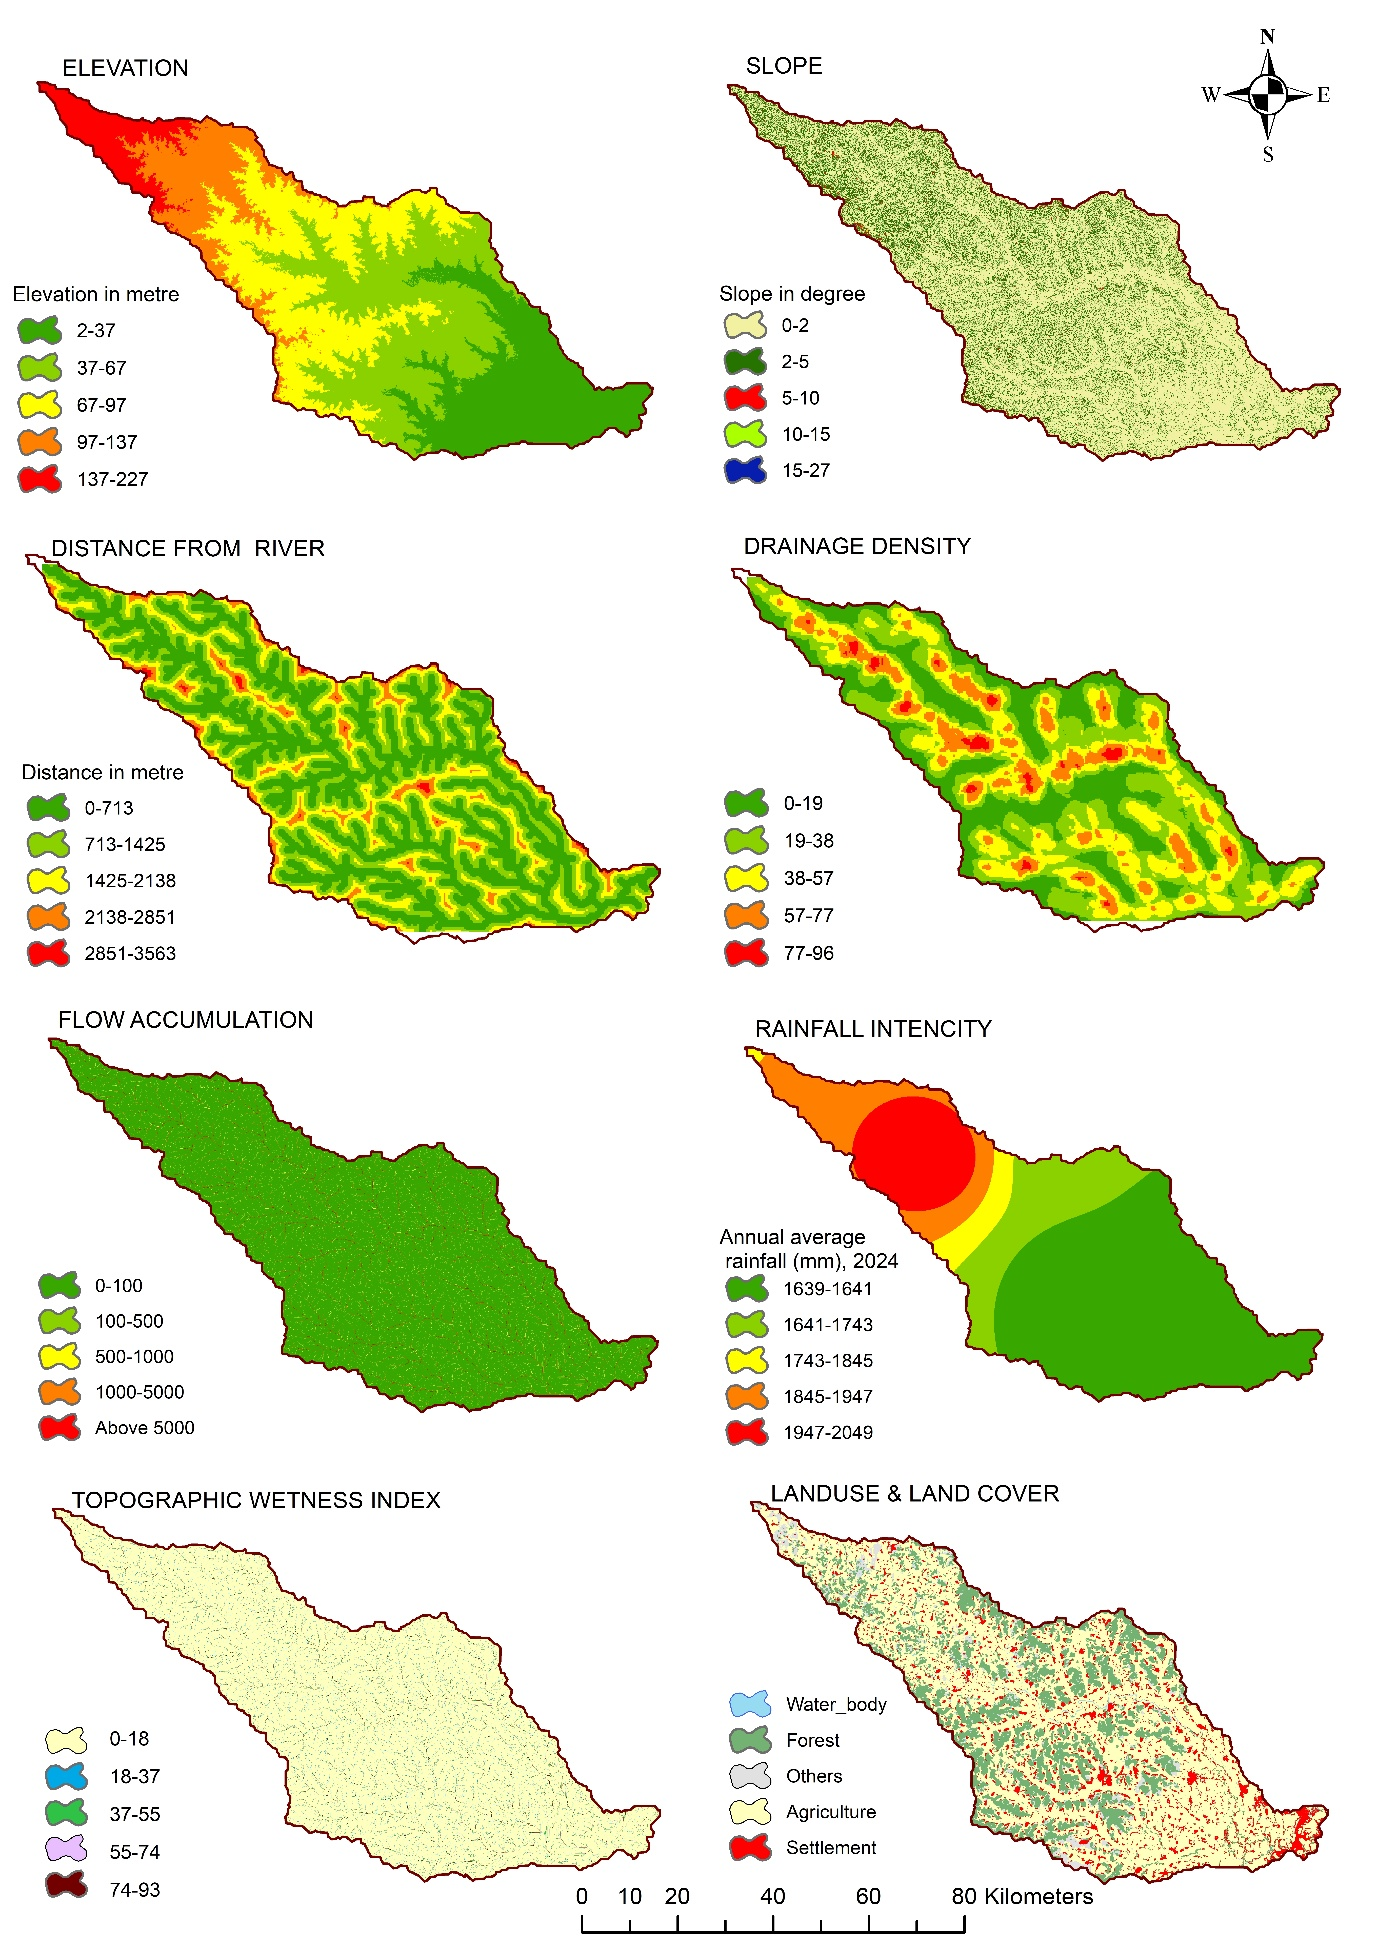 N
W E
S
ELEVATION
Elevation in metre
2-37
37-67
67-97
97-137
137-227
SLOPE
Slope in degree
0-2
2-5
5-10
10-15
15-27
DISTANCE FROM RIVER
Distance in metre
0-713
713-1425
1425-2138
2138-2851
2851-3563
DRAINAGE DENSITY
0-19
19-38
38-57
57-77
77-96
FLOW ACCUMULATION
0-100
100-500
500-1000
1000-5000
Above 5000
RAINFALL INTENCITY
Annual average
rainfall (mm), 2024
1639-1641
1641-1743
1743-1845
1845-1947
1947-2049
TOPOGRAPHIC WETNESS INDEX
0-18
18-37
37-55
55-74
74-93
LANDUSE & LAND COVER
Water_body
Forest
Others
Agriculture
Settlement
0 10 20 40 60 80 Kilometers